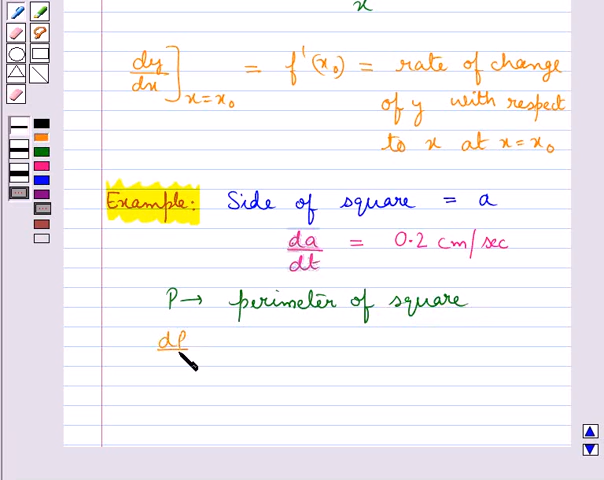 x
dy/dx]x=x₀ = f'(x₀) = rate of change
of y with respect
to x at x=x₀
Example: Side of square = a
da/dt = 0.2 cm/sec
P→ perimeter of square
dP